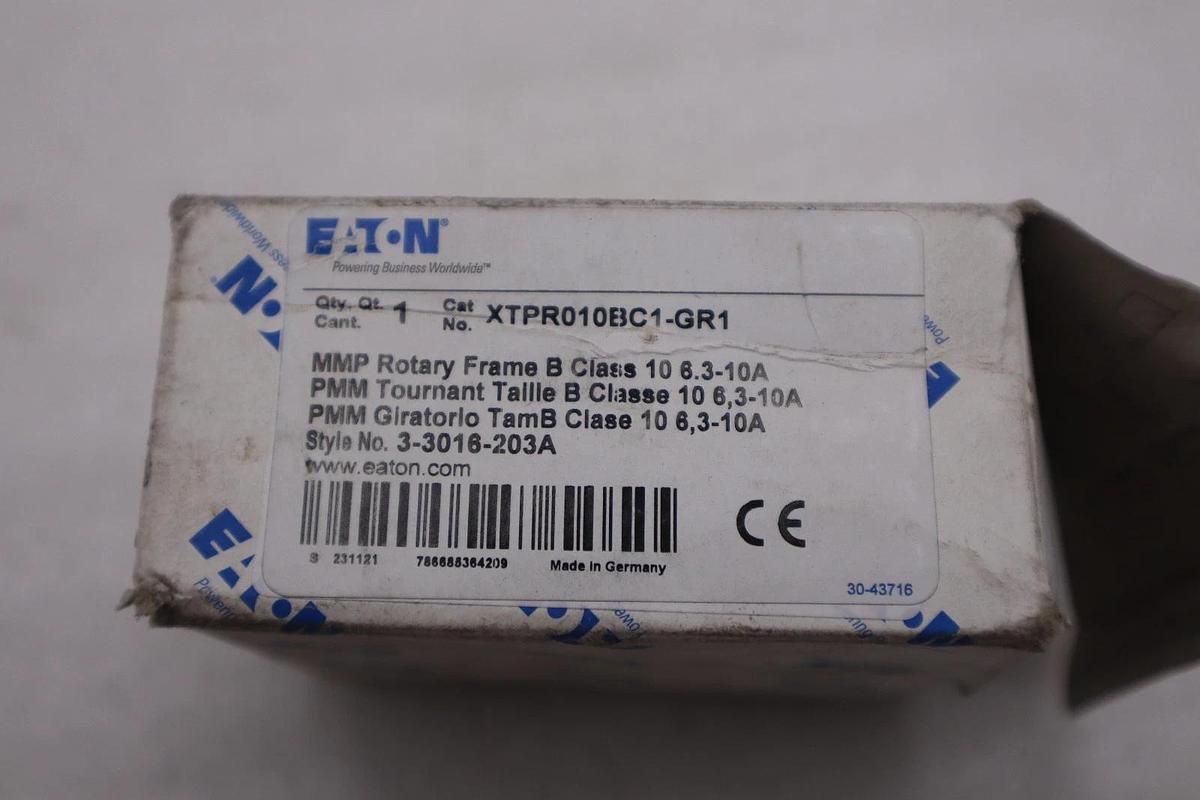 EATON®
Powering Business Worldwide™
Qty. Qt. 1 Cat
Cant. No. XTPR010BC1-GR1
MMP Rotary Frame B Class 10 6.3-10A
PMM Tournant Taille B Classe 10 6,3-10A
PMM Giratorio TamB Clase 10 6,3-10A
Style No. 3-3016-203A
www.eaton.com
S 231121 786688364209 Made in Germany
CE
30-43716